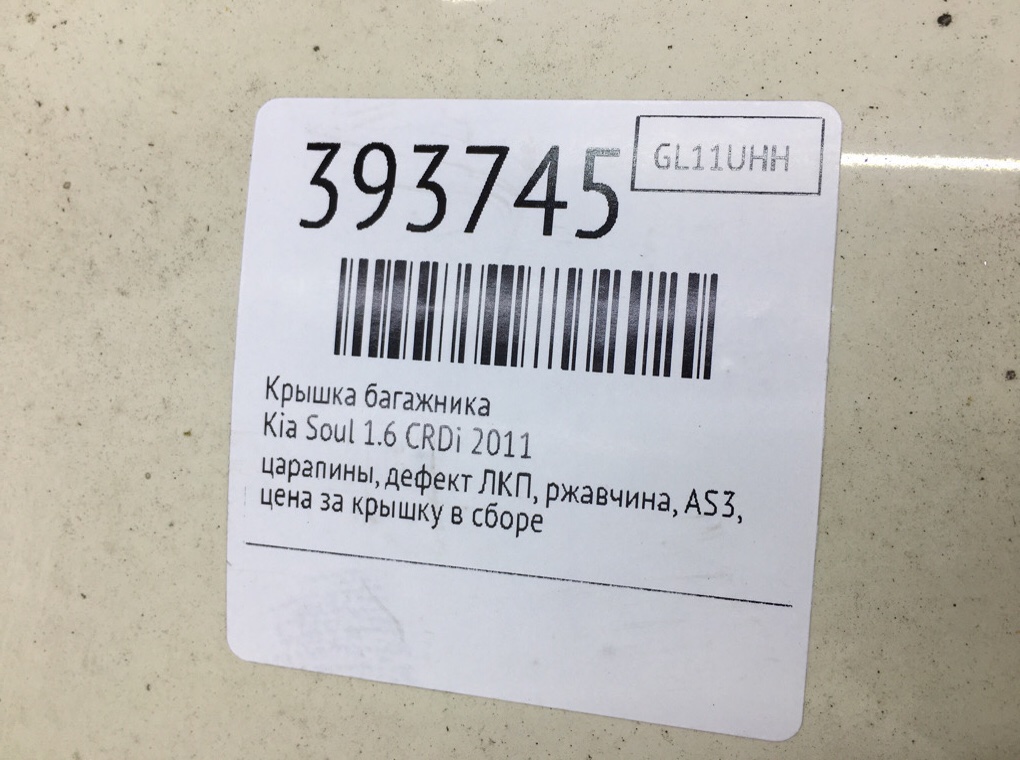 393745
GL11UHH
Крышка багажника
Kia Soul 1.6 CRDi 2011
царапины, дефект ЛКП, ржавчина, AS3,
цена за крышку в сборе